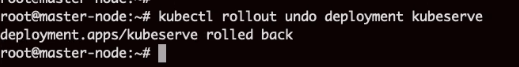 root@master-node:~# kubectl rollout undo deployment kubeserve
deployment.apps/kubeserve rolled back
root@master-node:~#